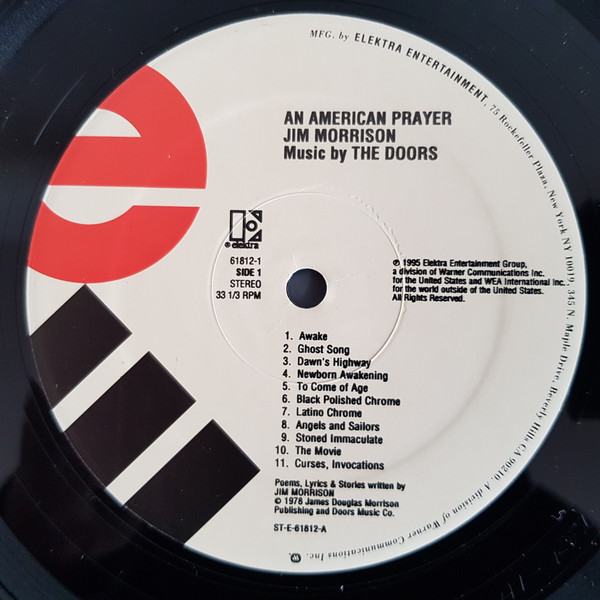 MFG. by ELEKTRA ENTERTAINMENT, 75 Rockefeller Plaza, New York NY 10019, 345 N. Maple Drive, Beverly Hills CA 90210. A division of Warner Communications Inc.
AN AMERICAN PRAYER
JIM MORRISON
Music by THE DOORS
e
E
® elektra
61812-1
SIDE 1
STEREO
33 1/3 RPM
℗ 1995 Elektra Entertainment Group,
a division of Warner Communications Inc.
for the United States and WEA International Inc.
for the world outside of the United States.
All Rights Reserved.
1. Awake
2. Ghost Song
3. Dawn's Highway
4. Newborn Awakening
5. To Come of Age
6. Black Polished Chrome
7. Latino Chrome
8. Angels and Sailors
9. Stoned Immaculate
10. The Movie
11. Curses, Invocations
Poems, Lyrics & Stories written by
JIM MORRISON
© 1978 James Douglas Morrison
Publishing and Doors Music Co.
ST-E-61812-A